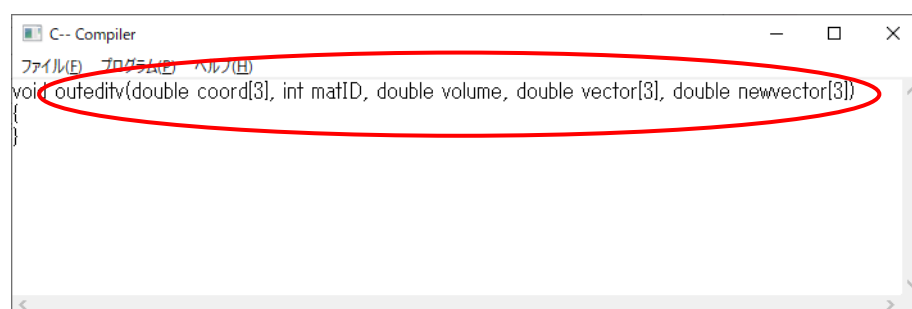 C-- Compiler
ファイル(F) プログラム(P) ヘルプ(H)
void outeditv(double coord[3], int matID, double volume, double vector[3], double newvector[3])
{
}